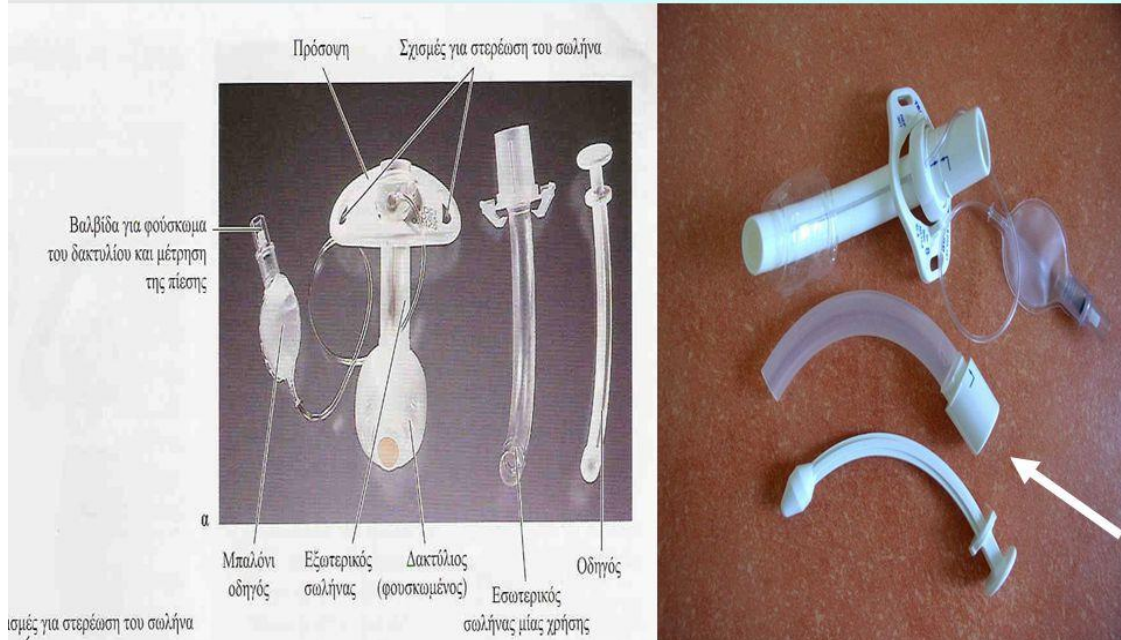 Πρόσοψη
Σχισμές για στερέωση του σωλήνα
Βαλβίδα για φούσκωμα
του δακτυλίου και μέτρηση
της πίεσης
α
Μπαλόνι
οδηγός
Εξωτερικός
σωλήνας
Δακτύλιος
(φουσκωμένος)
Εσωτερικός
σωλήνας μίας χρήσης
Οδηγός
για στερέωση του σωλήνα